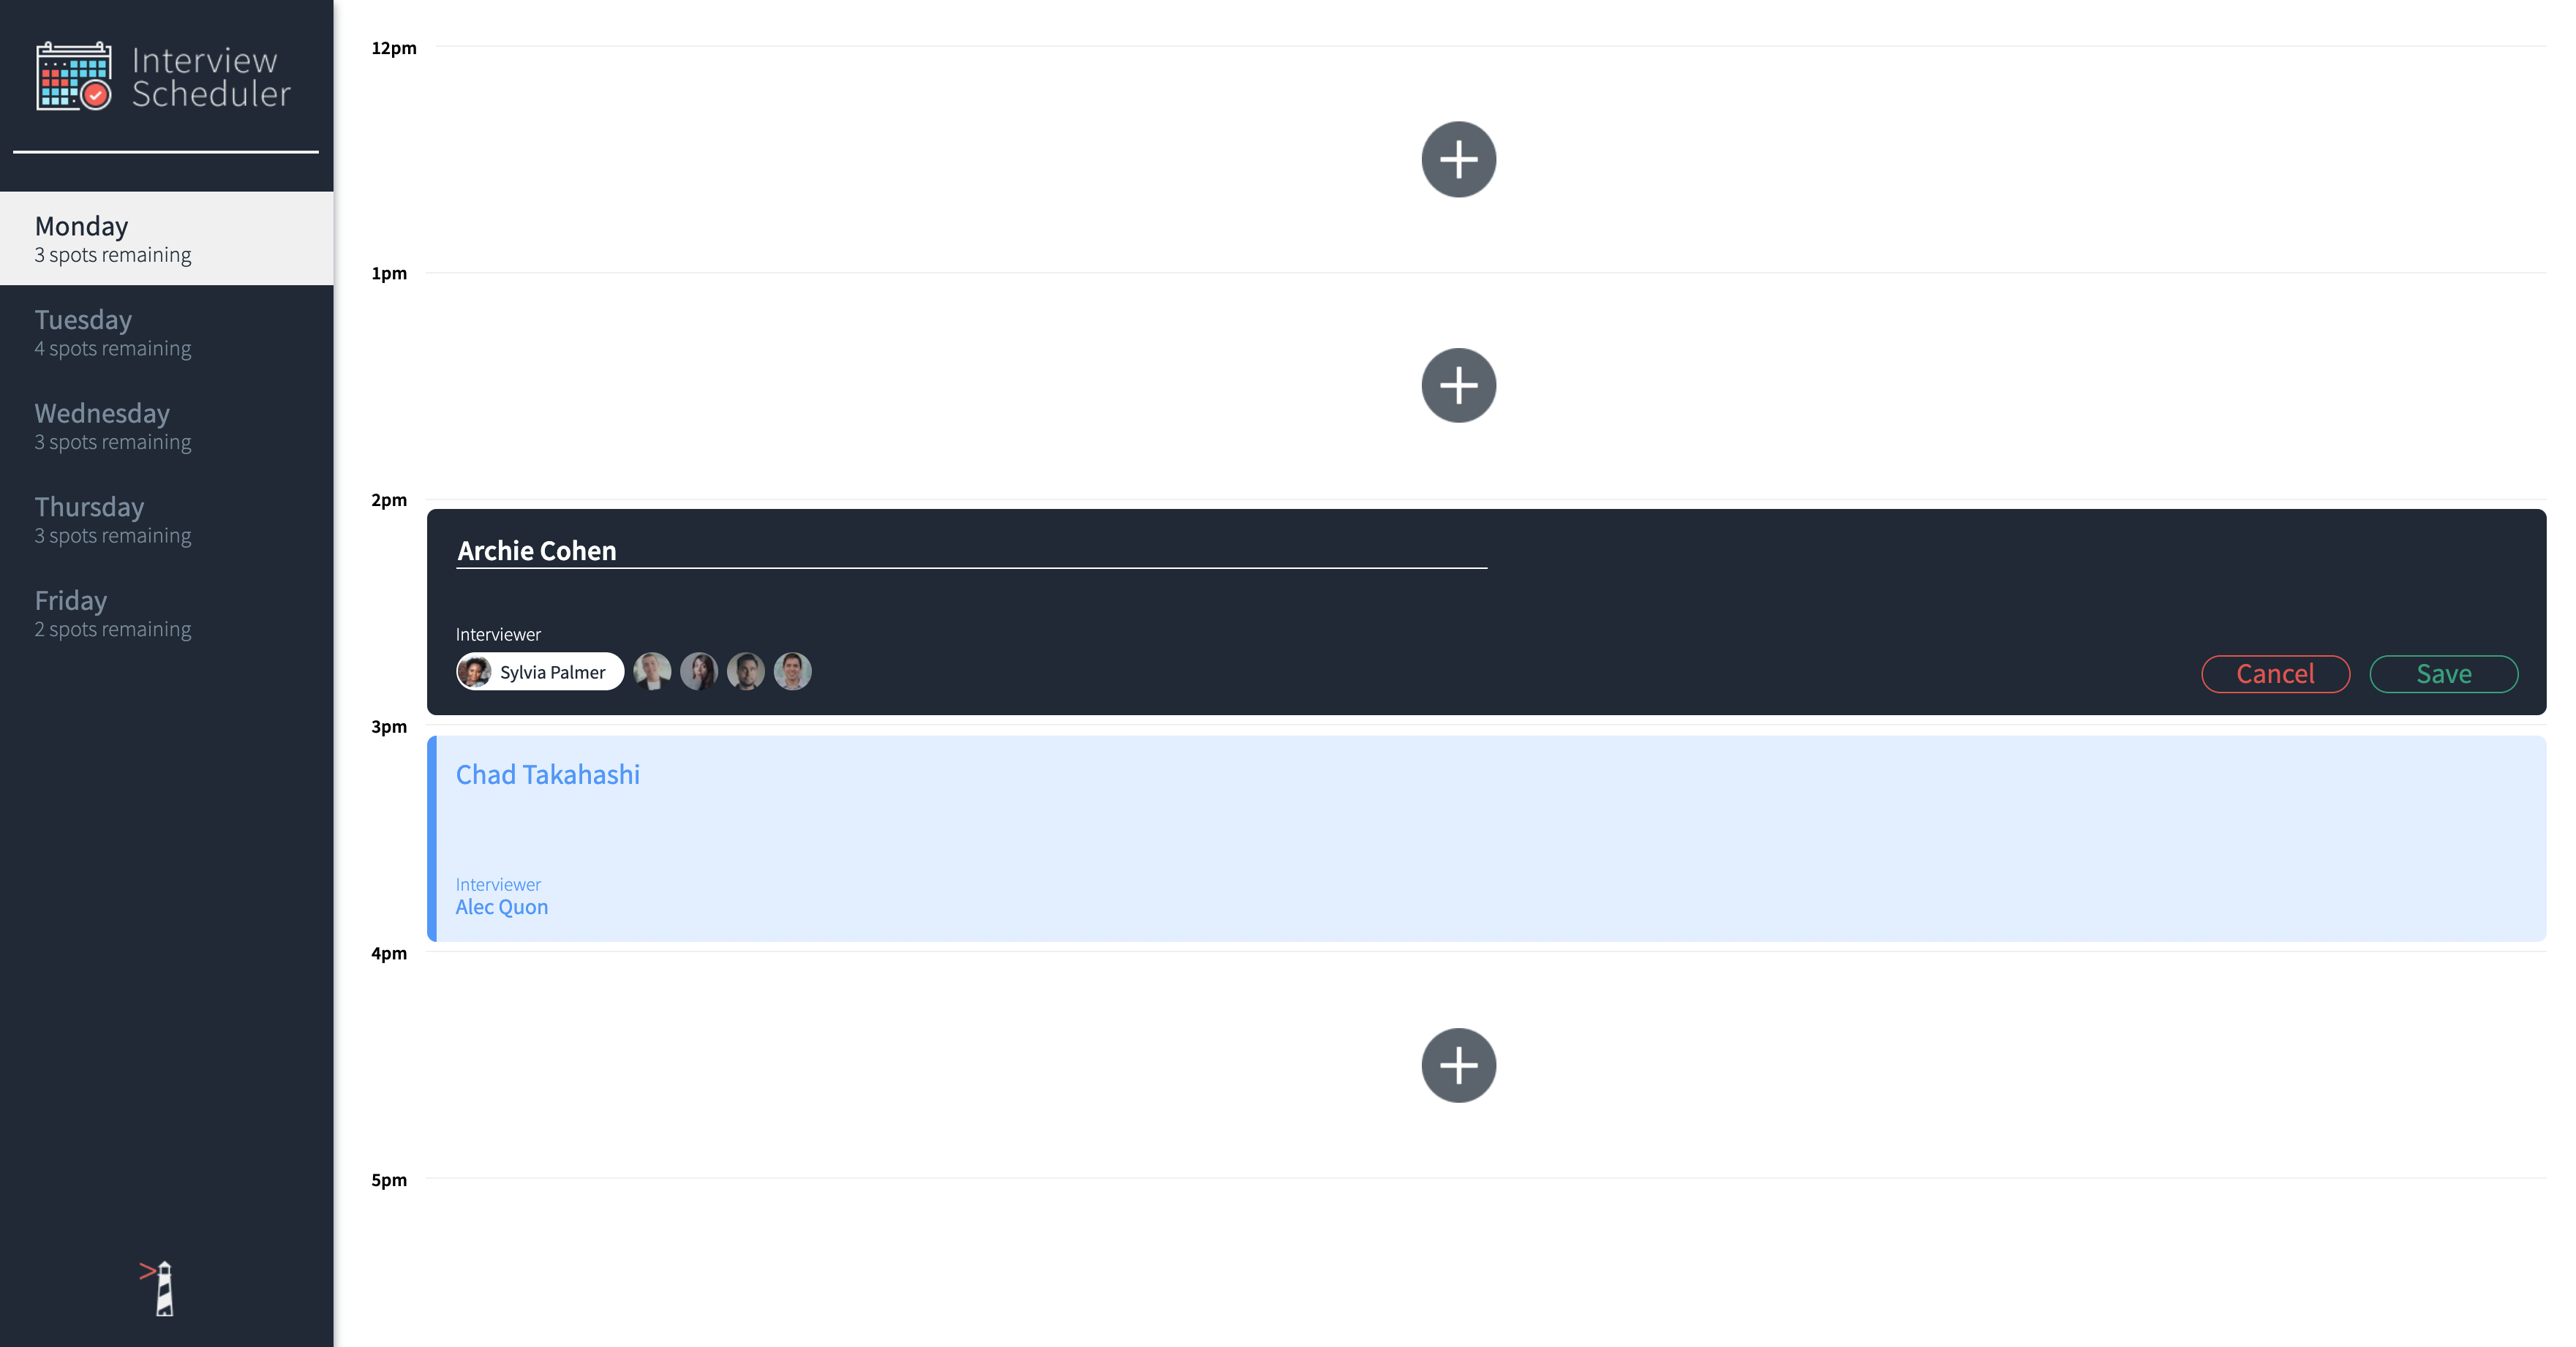 Interview
Scheduler
Monday
3 spots remaining
Tuesday
4 spots remaining
Wednesday
3 spots remaining
Thursday
3 spots remaining
Friday
2 spots remaining
12pm
1pm
2pm
Archie Cohen
Interviewer
Sylvia Palmer
Cancel
Save
3pm
Chad Takahashi
Interviewer
Alec Quon
4pm
5pm